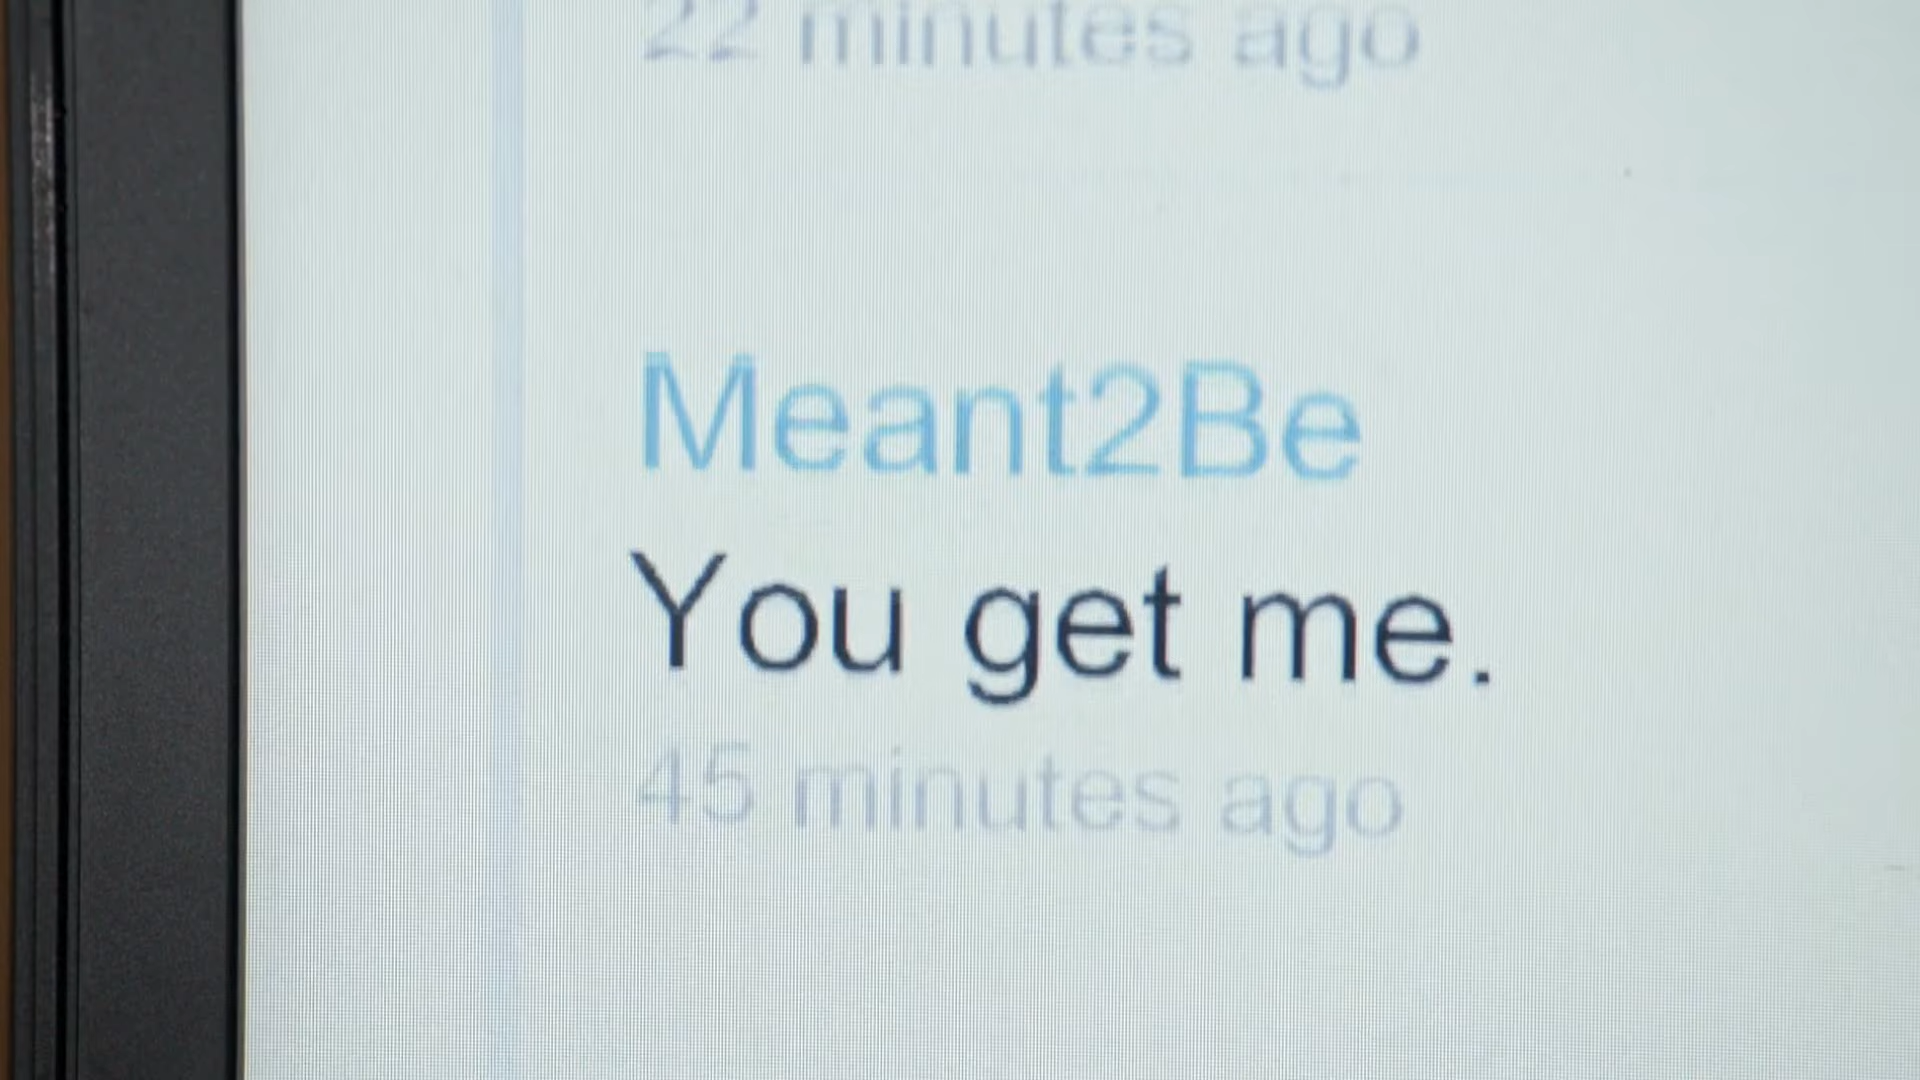 22 minutes ago
Meant2Be
You get me.
45 minutes ago